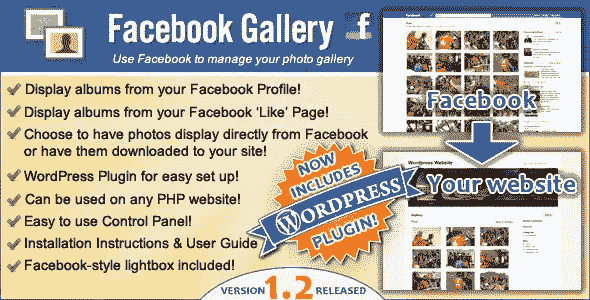 Facebook Gallery
f
Use Facebook to manage your photo gallery
Display albums from your Facebook Profile!
Display albums from your Facebook ‘Like’ Page!
Choose to have photos display directly from Facebook
or have them downloaded to your site!
WordPress Plugin for easy set up!
Can be used on any PHP website!
Easy to use Control Panel!
Installation Instructions & User Guide
Facebook-style lightbox included!
NOW
INCLUDES
WORDPRESS
PLUGIN!
VERSION 1.2 RELEASED
Facebook
Wordpress Website
Your website